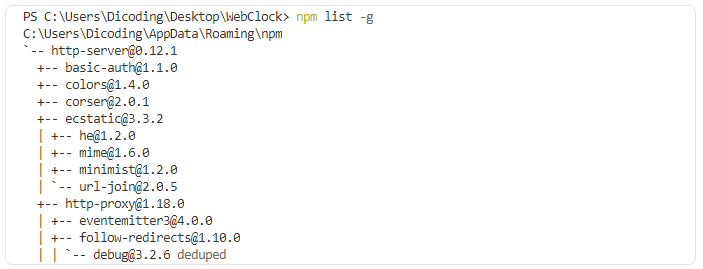 PS C:\Users\Dicoding\Desktop\WebClock> npm list -g
C:\Users\Dicoding\AppData\Roaming\npm
`-- http-server@0.12.1
  +-- basic-auth@1.1.0
  +-- colors@1.4.0
  +-- corser@2.0.1
  +-- ecstatic@3.3.2
  | +-- he@1.2.0
  | +-- mime@1.6.0
  | +-- minimist@1.2.0
  | `-- url-join@2.0.5
  +-- http-proxy@1.18.0
  | +-- eventemitter3@4.0.0
  | +-- follow-redirects@1.10.0
  | | `-- debug@3.2.6 deduped